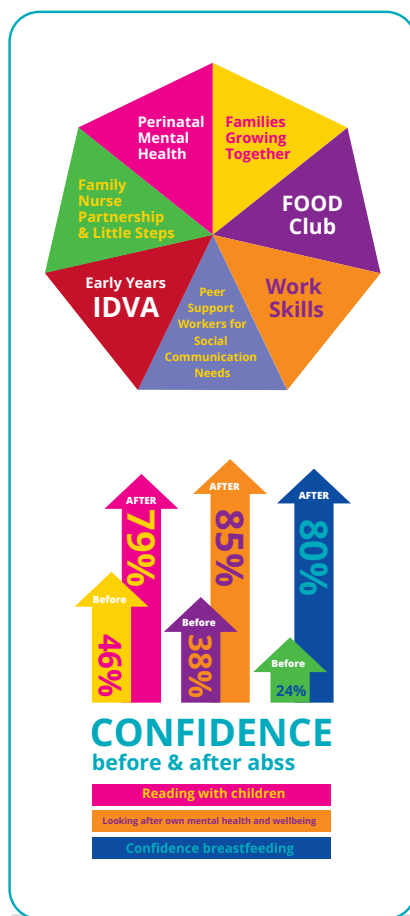 Perinatal
Mental
Health
Families
Growing
Together
Family
Nurse
Partnership
& Little Steps
FOOD
Club
Early Years
IDVA
Peer
Support
Workers for
Social
Communication
Needs
Work
Skills
AFTER
79%
Before
46%
AFTER
85%
Before
38%
AFTER
80%
Before
24%
CONFIDENCE
before & after abss
Reading with children
Looking after own mental health and wellbeing
Confidence breastfeeding